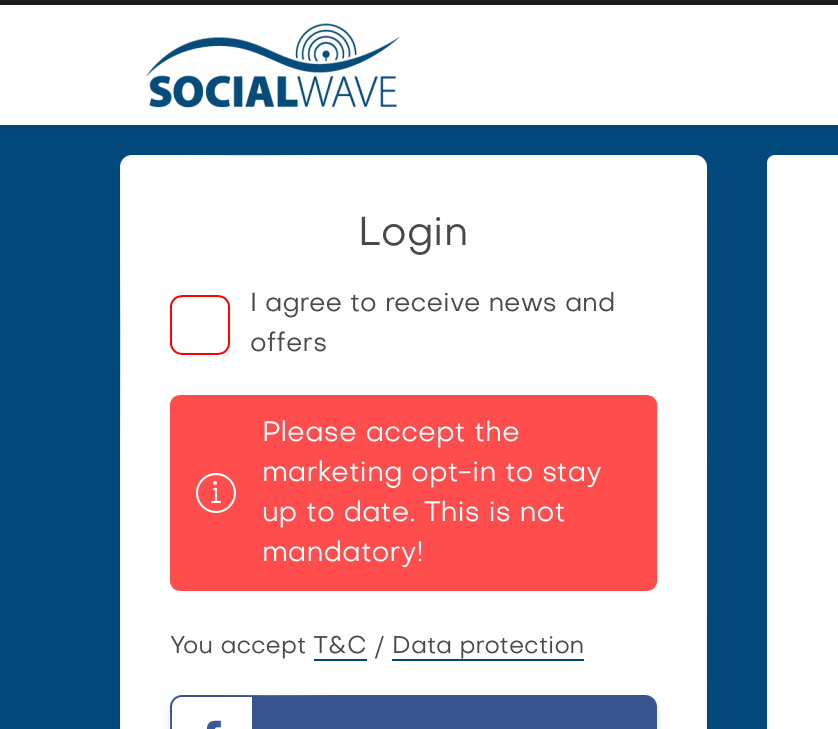 SOCIALWAVE
Login
I agree to receive news and
offers
Please accept the
marketing opt-in to stay
up to date. This is not
mandatory!
You accept T&C / Data protection